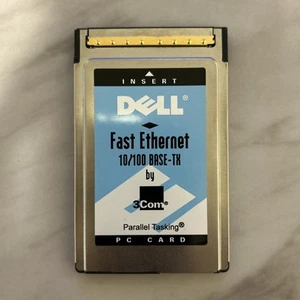 INSERT
DELL
Fast Ethernet
10/100 BASE-TX
by
3Com®
Parallel Tasking®
PC CARD